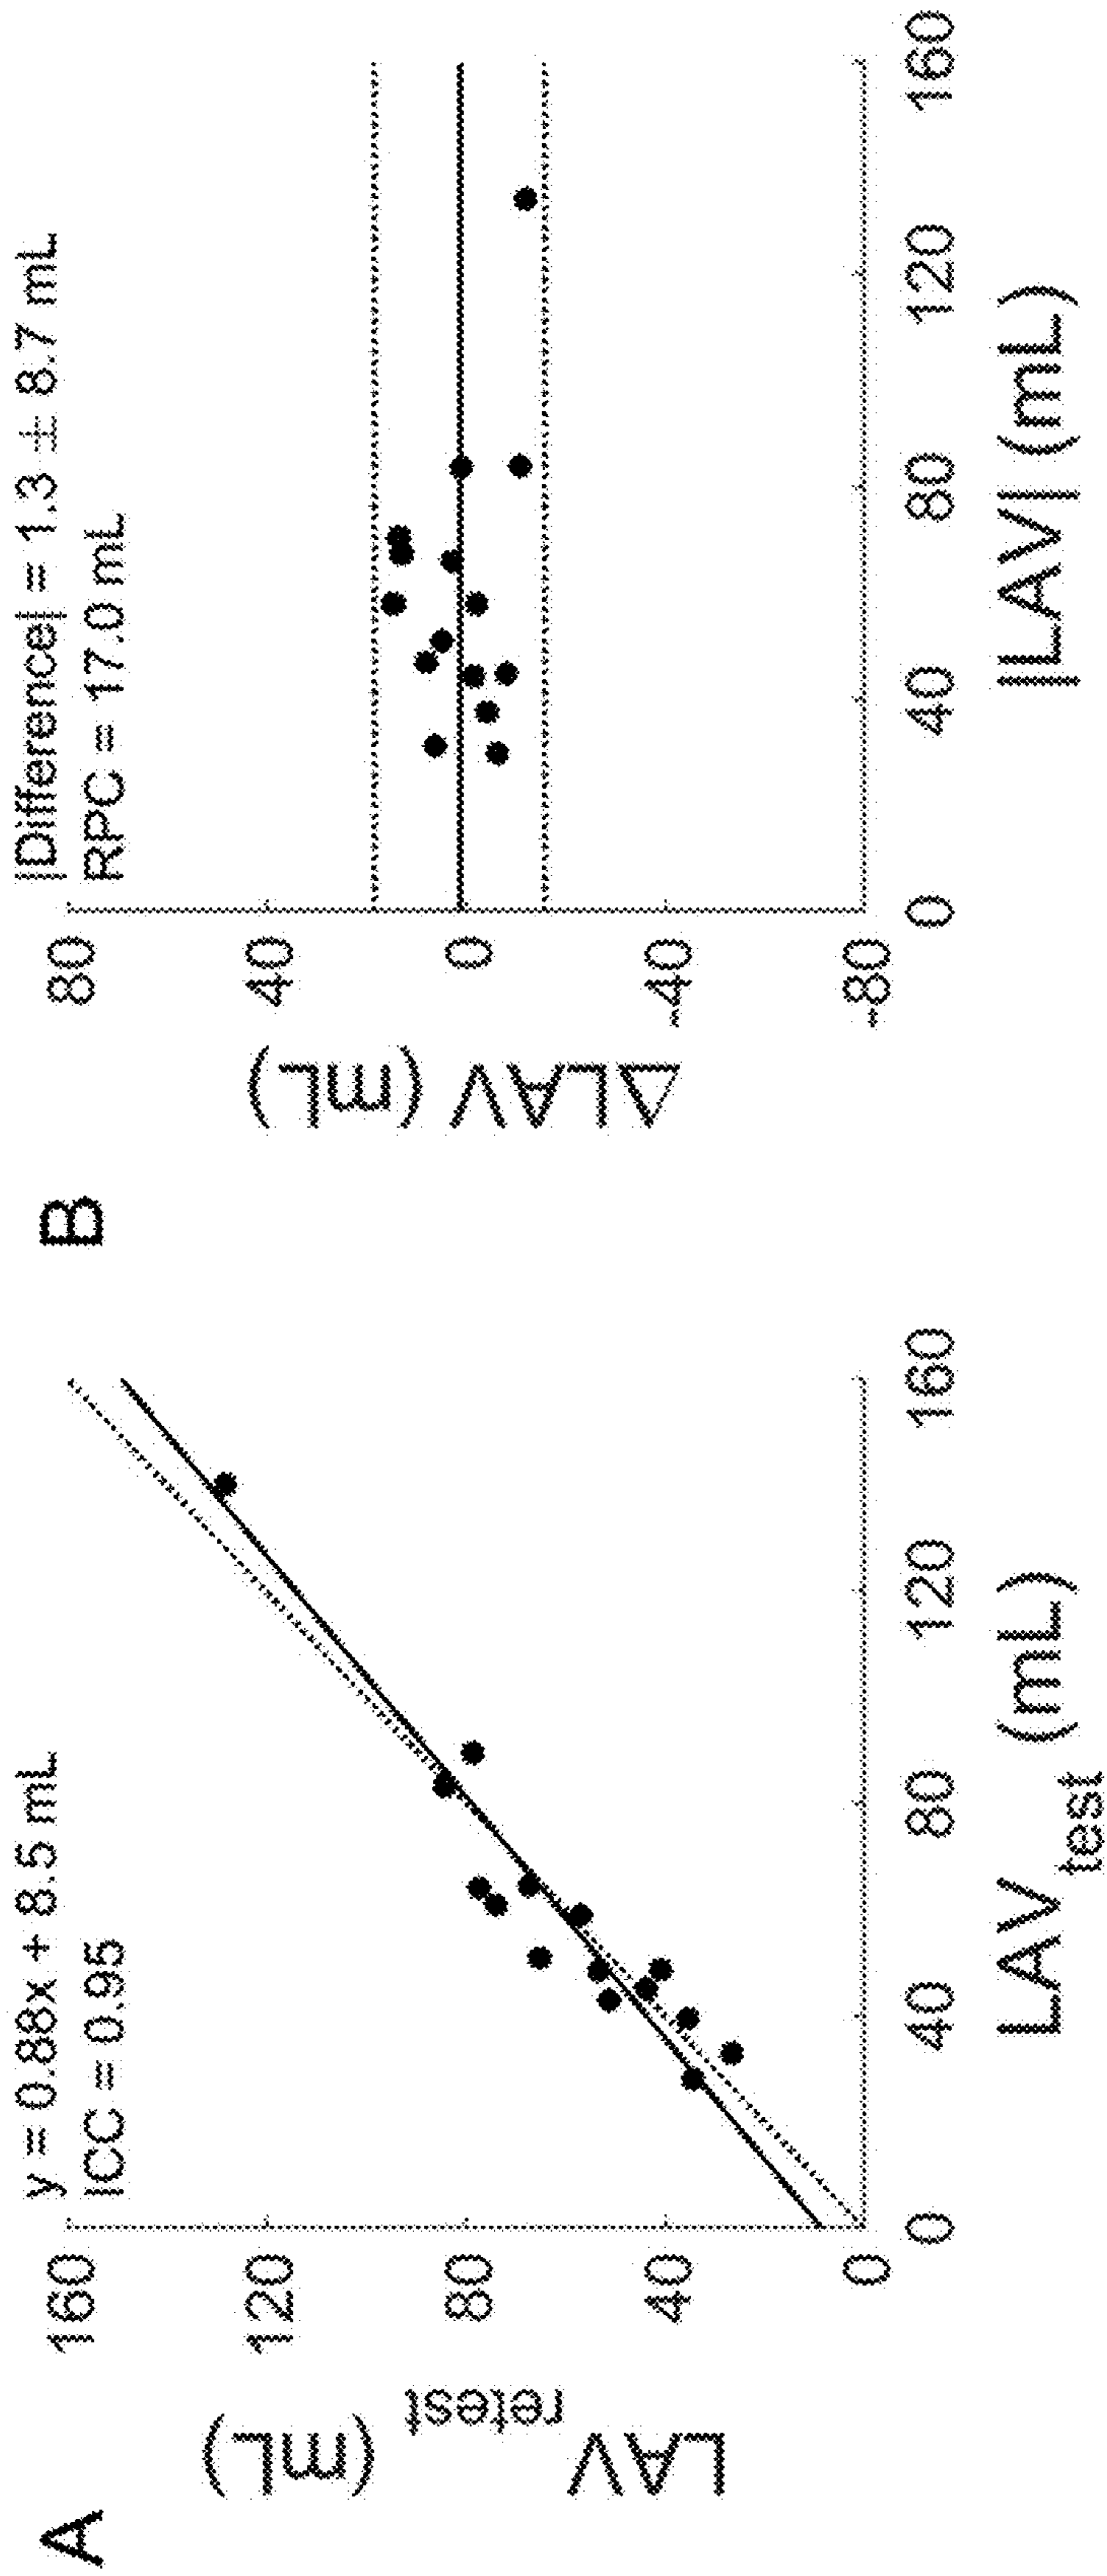 A
y = 0.88x + 8.5 mL
ICC = 0.95
160
120
80
40
0
LAVretest (mL)
0
40
80
120
160
LAVtest (mL)
B
|Difference| = 1.3 ± 8.7 mL
RPC = 17.0 mL
80
40
0
-40
-80
ΔLAV (mL)
0
40
80
120
160
|LAV| (mL)